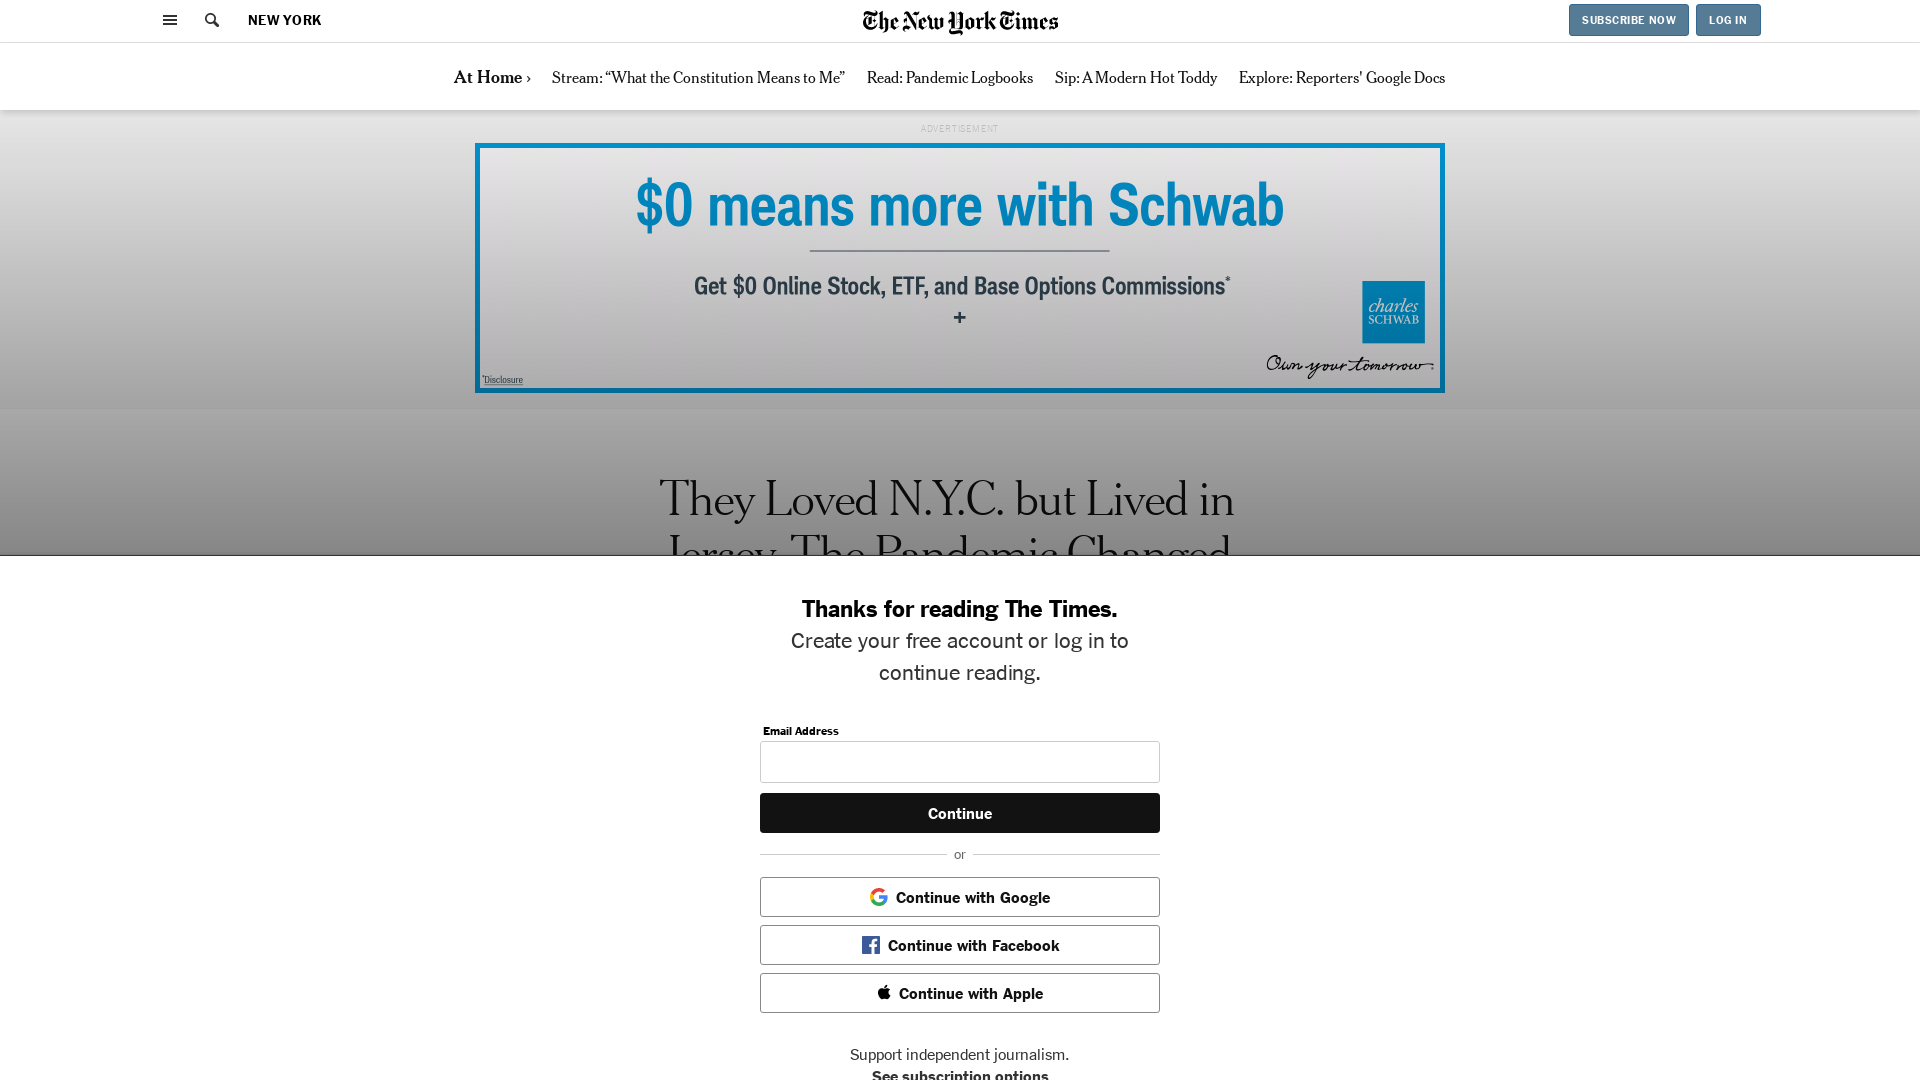 NEW YORK
The New York Times
SUBSCRIBE NOW
LOG IN
At Home ›
Stream: “What the Constitution Means to Me”
Read: Pandemic Logbooks
Sip: A Modern Hot Toddy
Explore: Reporters' Google Docs
ADVERTISEMENT
$0 means more with Schwab
Get $0 Online Stock, ETF, and Base Options Commissions*
+
charles
SCHWAB
Own your tomorrow.
*Disclosure
They Loved N.Y.C. but Lived in
Jersey. The Pandemic Changed
Thanks for reading The Times.
Create your free account or log in to
continue reading.
Email Address
Continue
or
Continue with Google
Continue with Facebook
Continue with Apple
Support independent journalism.
See subscription options